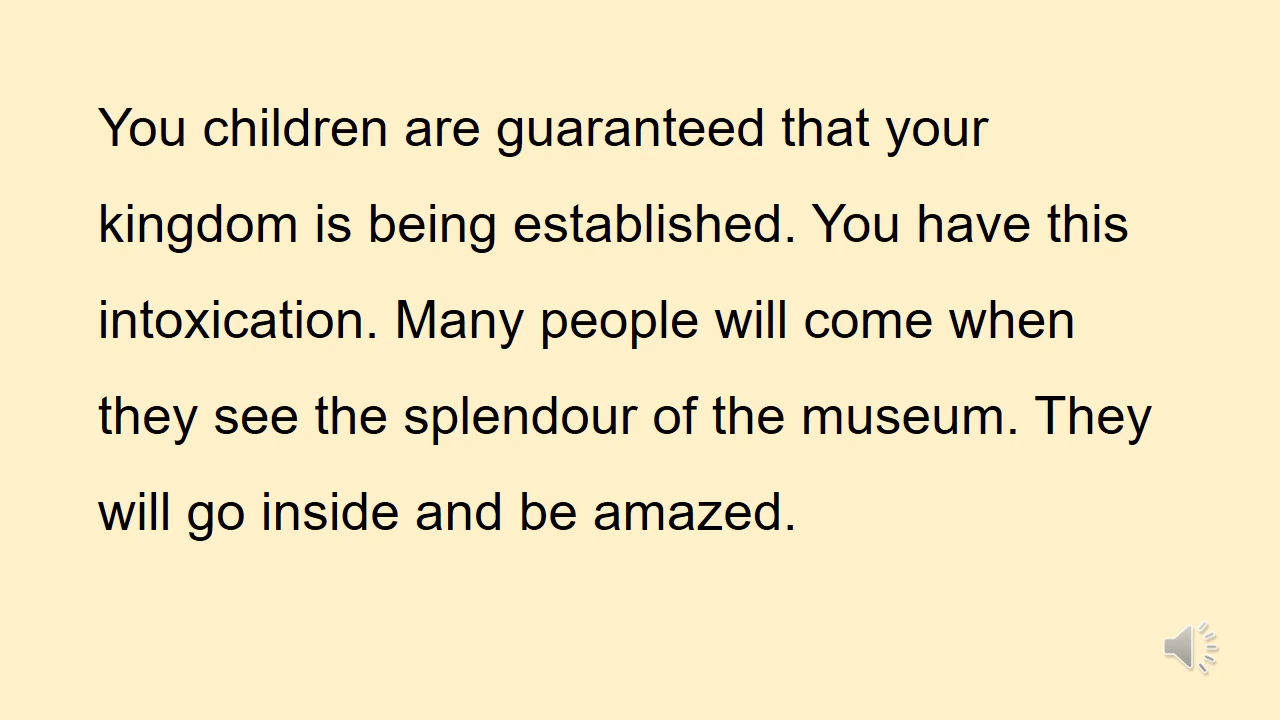 You children are guaranteed that your
kingdom is being established. You have this
intoxication. Many people will come when
they see the splendour of the museum. They
will go inside and be amazed.